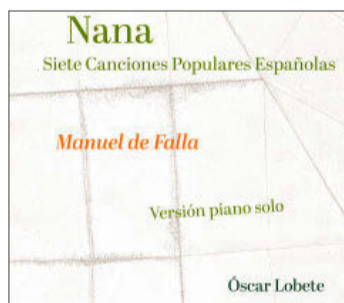 Nana
Siete Canciones Populares Españolas
Manuel de Falla
Versión piano solo
Óscar Lobete